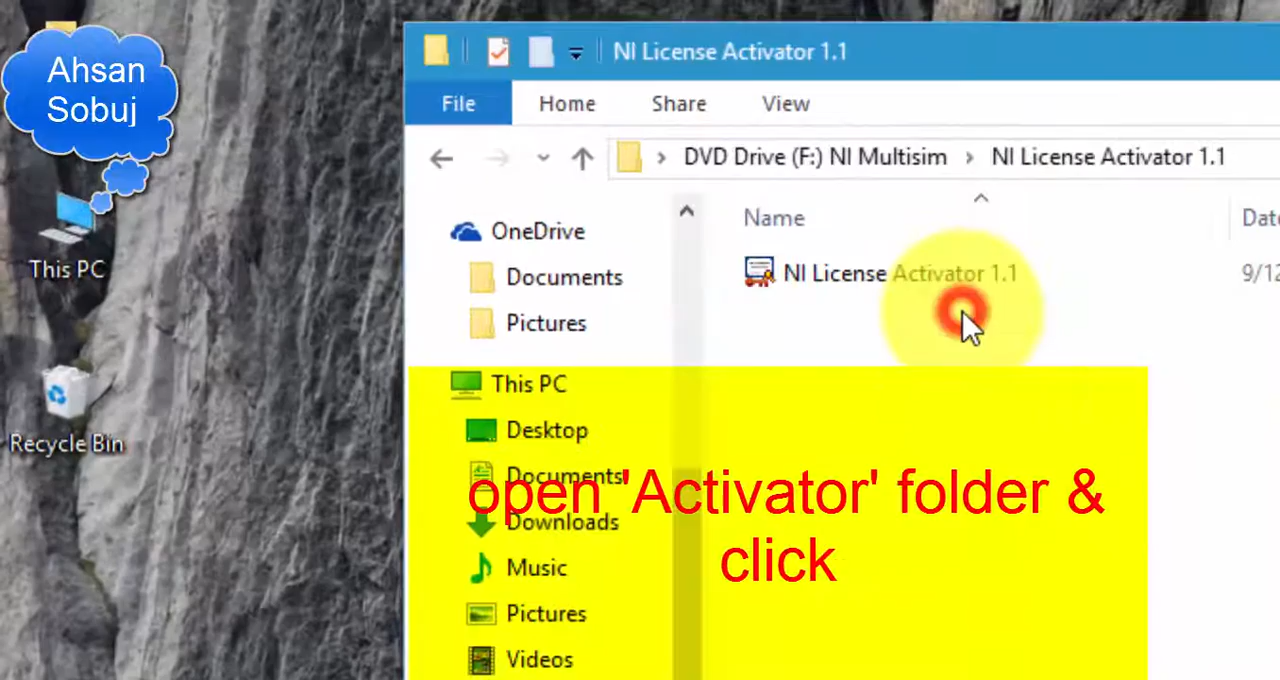 Ahsan
Sobuj
This PC
Recycle Bin
NI License Activator 1.1
File Home Share View
DVD Drive (F:) NI Multisim NI License Activator 1.1
Name
NI License Activator 1.1
9/12
OneDrive
Documents
Pictures
This PC
Desktop
Documents
Downloads
Music
Pictures
Videos
open 'Activator' folder &
click